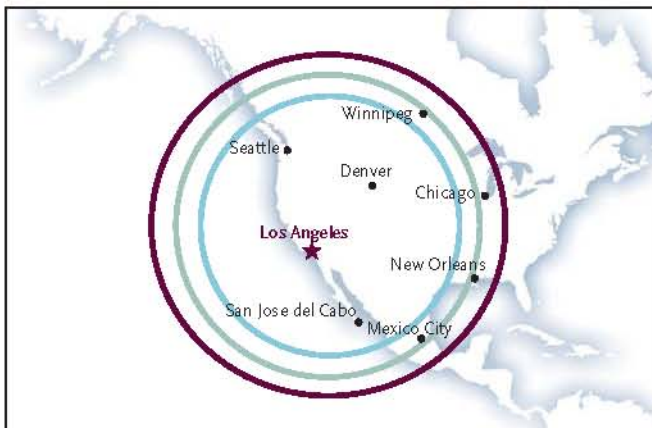 Winnipeg
Seattle
Denver
Chicago
Los Angeles
New Orleans
San Jose del Cabo
Mexico City